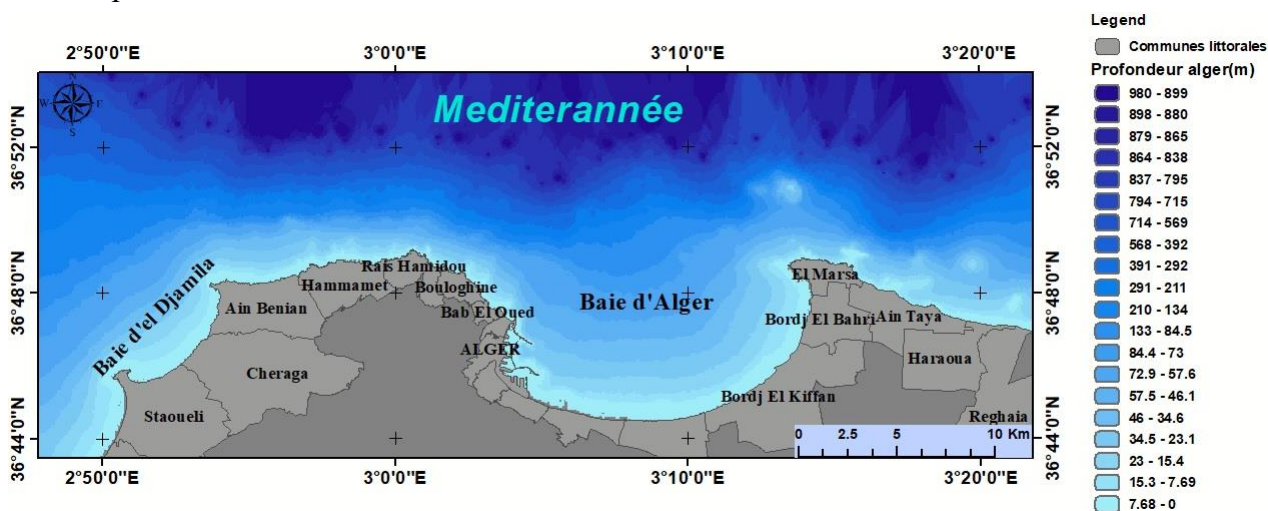 Legend
Communes littorales
Profondeur alger(m)
980 - 899
898 - 880
879 - 865
864 - 838
837 - 795
794 - 715
714 - 569
568 - 392
391 - 292
291 - 211
210 - 134
133 - 84.5
84.4 - 73
72.9 - 57.6
57.5 - 46.1
46 - 34.6
34.5 - 23.1
23 - 15.4
15.3 - 7.69
7.68 - 0
2°50'0"E 3°0'0"E 3°10'0"E 3°20'0"E
N
W E
S
Mediterannée
36°52'0"N 36°52'0"N
36°48'0"N 36°48'0"N
36°44'0"N 36°44'0"N
Baie d'el Djamila
Rais Hamidou
Hammamet
Bouloghine
Ain Benian
Bab El Oued
ALGER
Cheraga
Staoueli
Baie d'Alger
El Marsa
Bordj El Bahri
Ain Taya
Haraoua
Bordj El Kiffan
Reghaia
0 2.5 5 10 Km
2°50'0"E 3°0'0"E 3°10'0"E 3°20'0"E